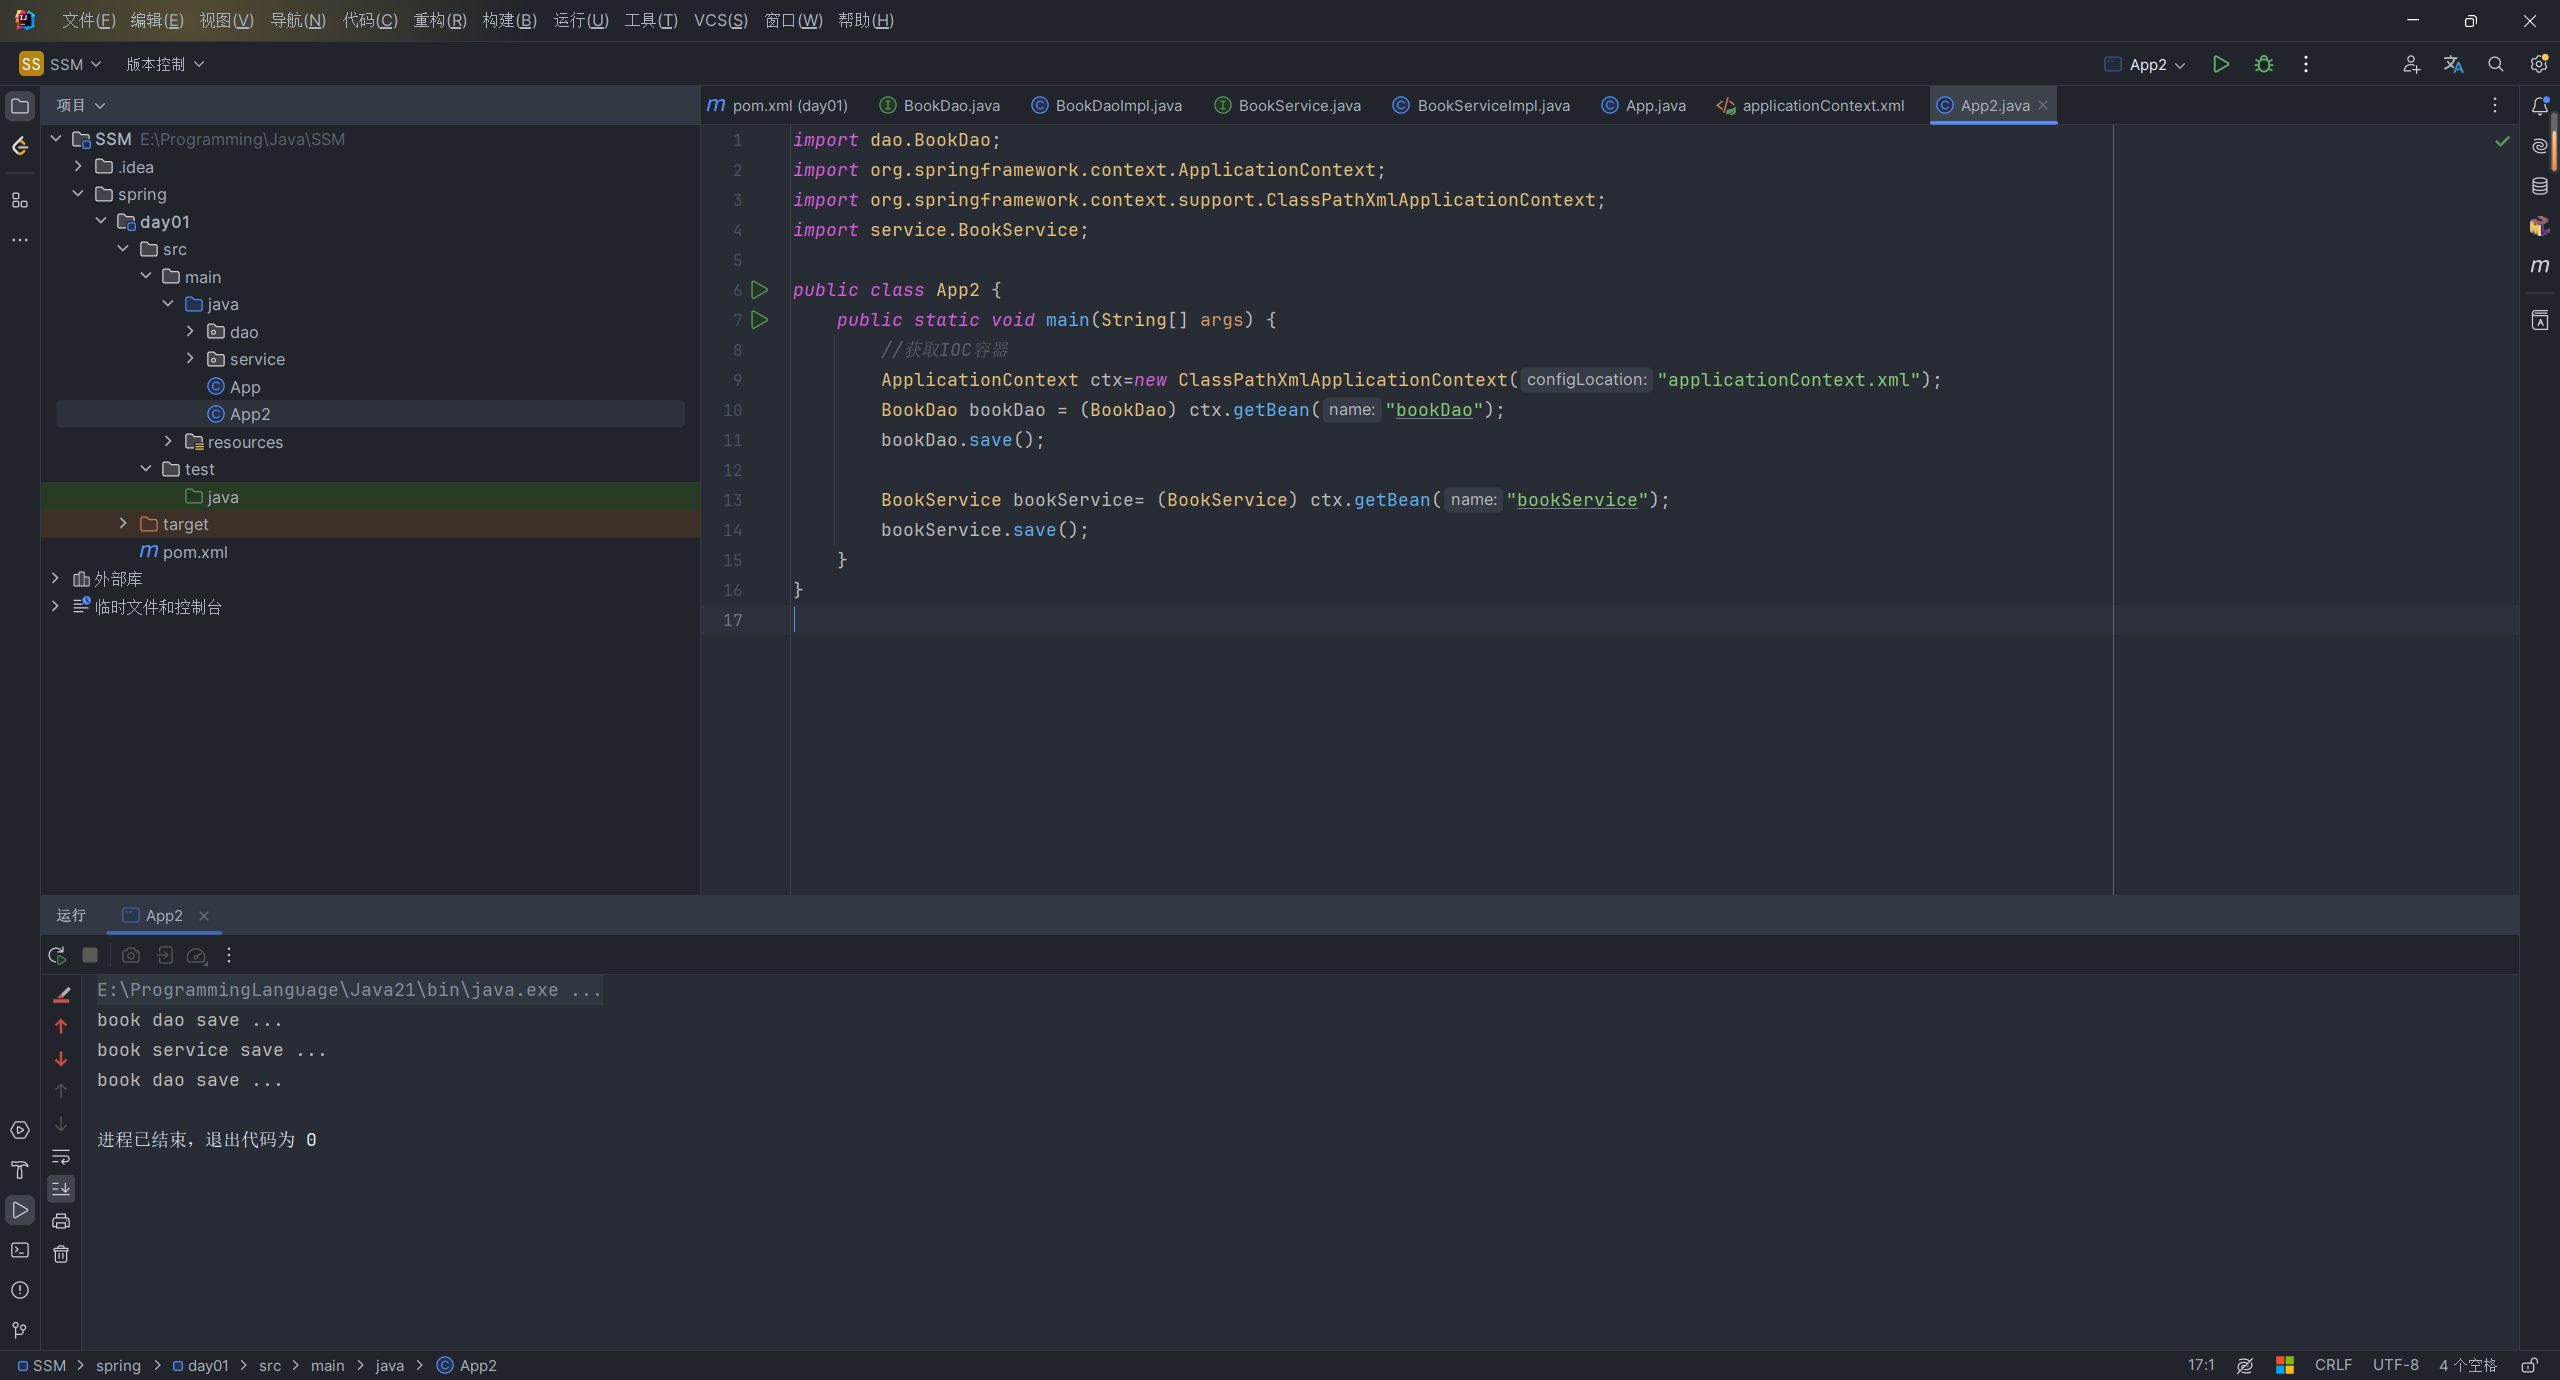 文件(F) 编辑(E) 视图(V) 导航(N) 代码(C) 重构(R) 构建(B) 运行(U) 工具(T) VCS(S) 窗口(W) 帮助(H)
SS SSM 版本控制 App2
项目
SSM E:\Programming\Java\SSM
.idea
spring
day01
src
main
java
dao
service
App
App2
resources
test
java
target
pom.xml
外部库
临时文件和控制台
pom.xml (day01) BookDao.java BookDaoImpl.java BookService.java BookServiceImpl.java App.java applicationContext.xml App2.java
1 import dao.BookDao;
2 import org.springframework.context.ApplicationContext;
3 import org.springframework.context.support.ClassPathXmlApplicationContext;
4 import service.BookService;
5
6 public class App2 {
7 public static void main(String[] args) {
8 //获取IOC容器
9 ApplicationContext ctx=new ClassPathXmlApplicationContext( configLocation: "applicationContext.xml");
10 BookDao bookDao = (BookDao) ctx.getBean( name: "bookDao");
11 bookDao.save();
12
13 BookService bookService= (BookService) ctx.getBean( name: "bookService");
14 bookService.save();
15 }
16 }
17
运行 App2
E:\ProgrammingLanguage\Java21\bin\java.exe ...
book dao save ...
book service save ...
book dao save ...
进程已结束，退出代码为 0
SSM > spring > day01 > src > main > java > App2
17:1 CRLF UTF-8 4 个空格